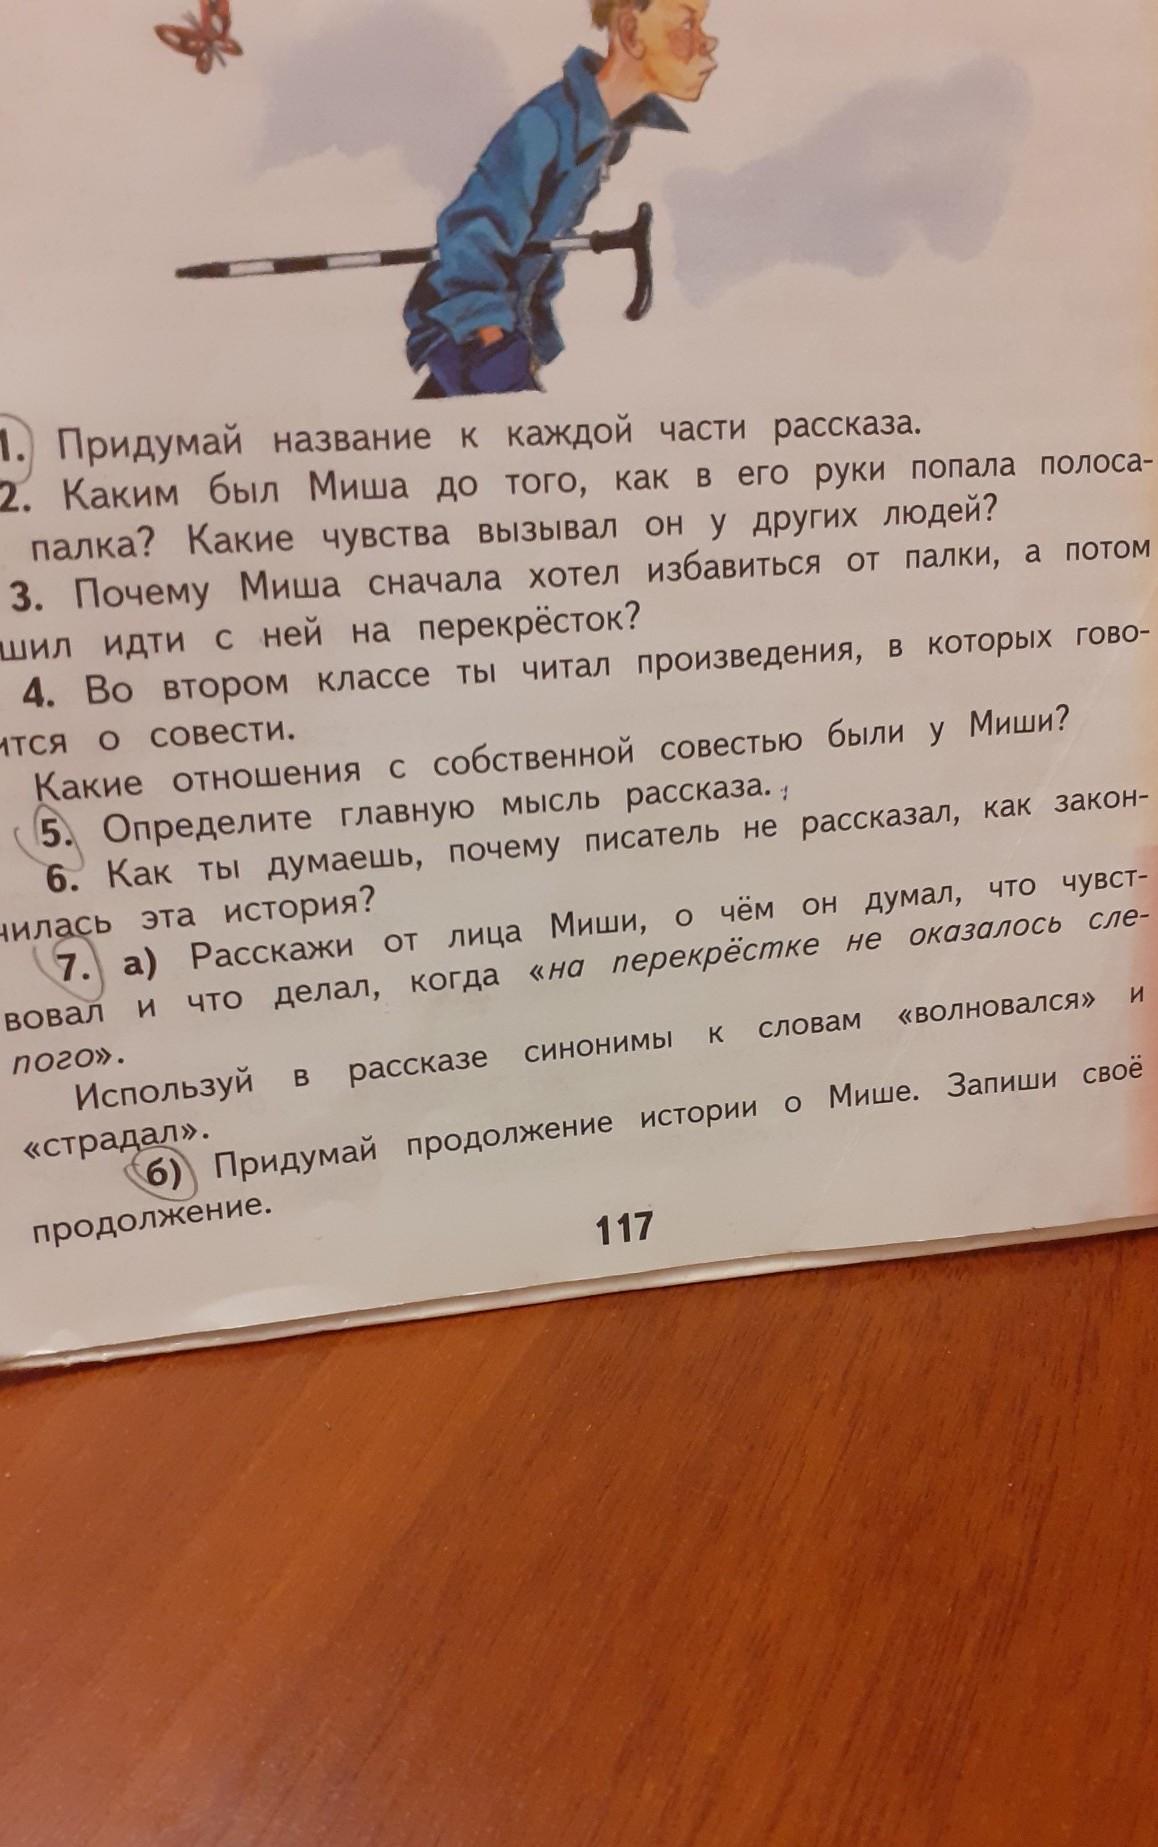 1. Придумай название к каждой части рассказа.
2. Каким был Миша до того, как в его руки попала полоса-
палка? Какие чувства вызывал он у других людей?
3. Почему Миша сначала хотел избавиться от палки, а потом
шил идти с ней на перекрёсток?
4. Во втором классе ты читал произведения, в которых гово-
ится о совести.
Какие отношения с собственной совестью были у Миши?
5. Определите главную мысль рассказа.
6. Как ты думаешь, почему писатель не рассказал, как закон-
чилась эта история?
7. а) Расскажи от лица Миши, о чём он думал, что чувст-
вовал и что делал, когда «на перекрёстке не оказалось сле-
пого».
Используй в рассказе синонимы к словам «волновался» и
«страдал».
б) Придумай продолжение истории о Мише. Запиши своё
продолжение.
117